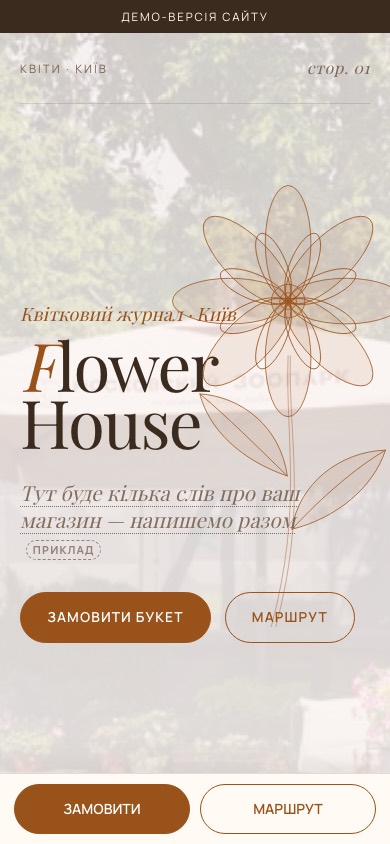 ДЕМО-ВЕРСІЯ САЙТУ
КВІТИ · КИЇВ
стор. 01
Квітковий журнал · Київ
Flower
House
ЗООПАРК
Тут буде кілька слів про ваш
магазин — напишемо разом
ПРИКЛАД
ЗАМОВИТИ БУКЕТ
МАРШРУТ
ЗАМОВИТИ
МАРШРУТ